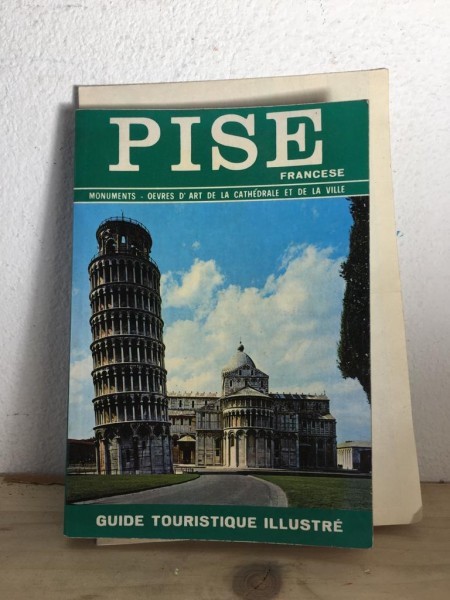 PISE
FRANCESE
MONUMENTS - OEVRES D' ART DE LA CATHÉDRALE ET DE LA VILLE
GUIDE TOURISTIQUE ILLUSTRÉ